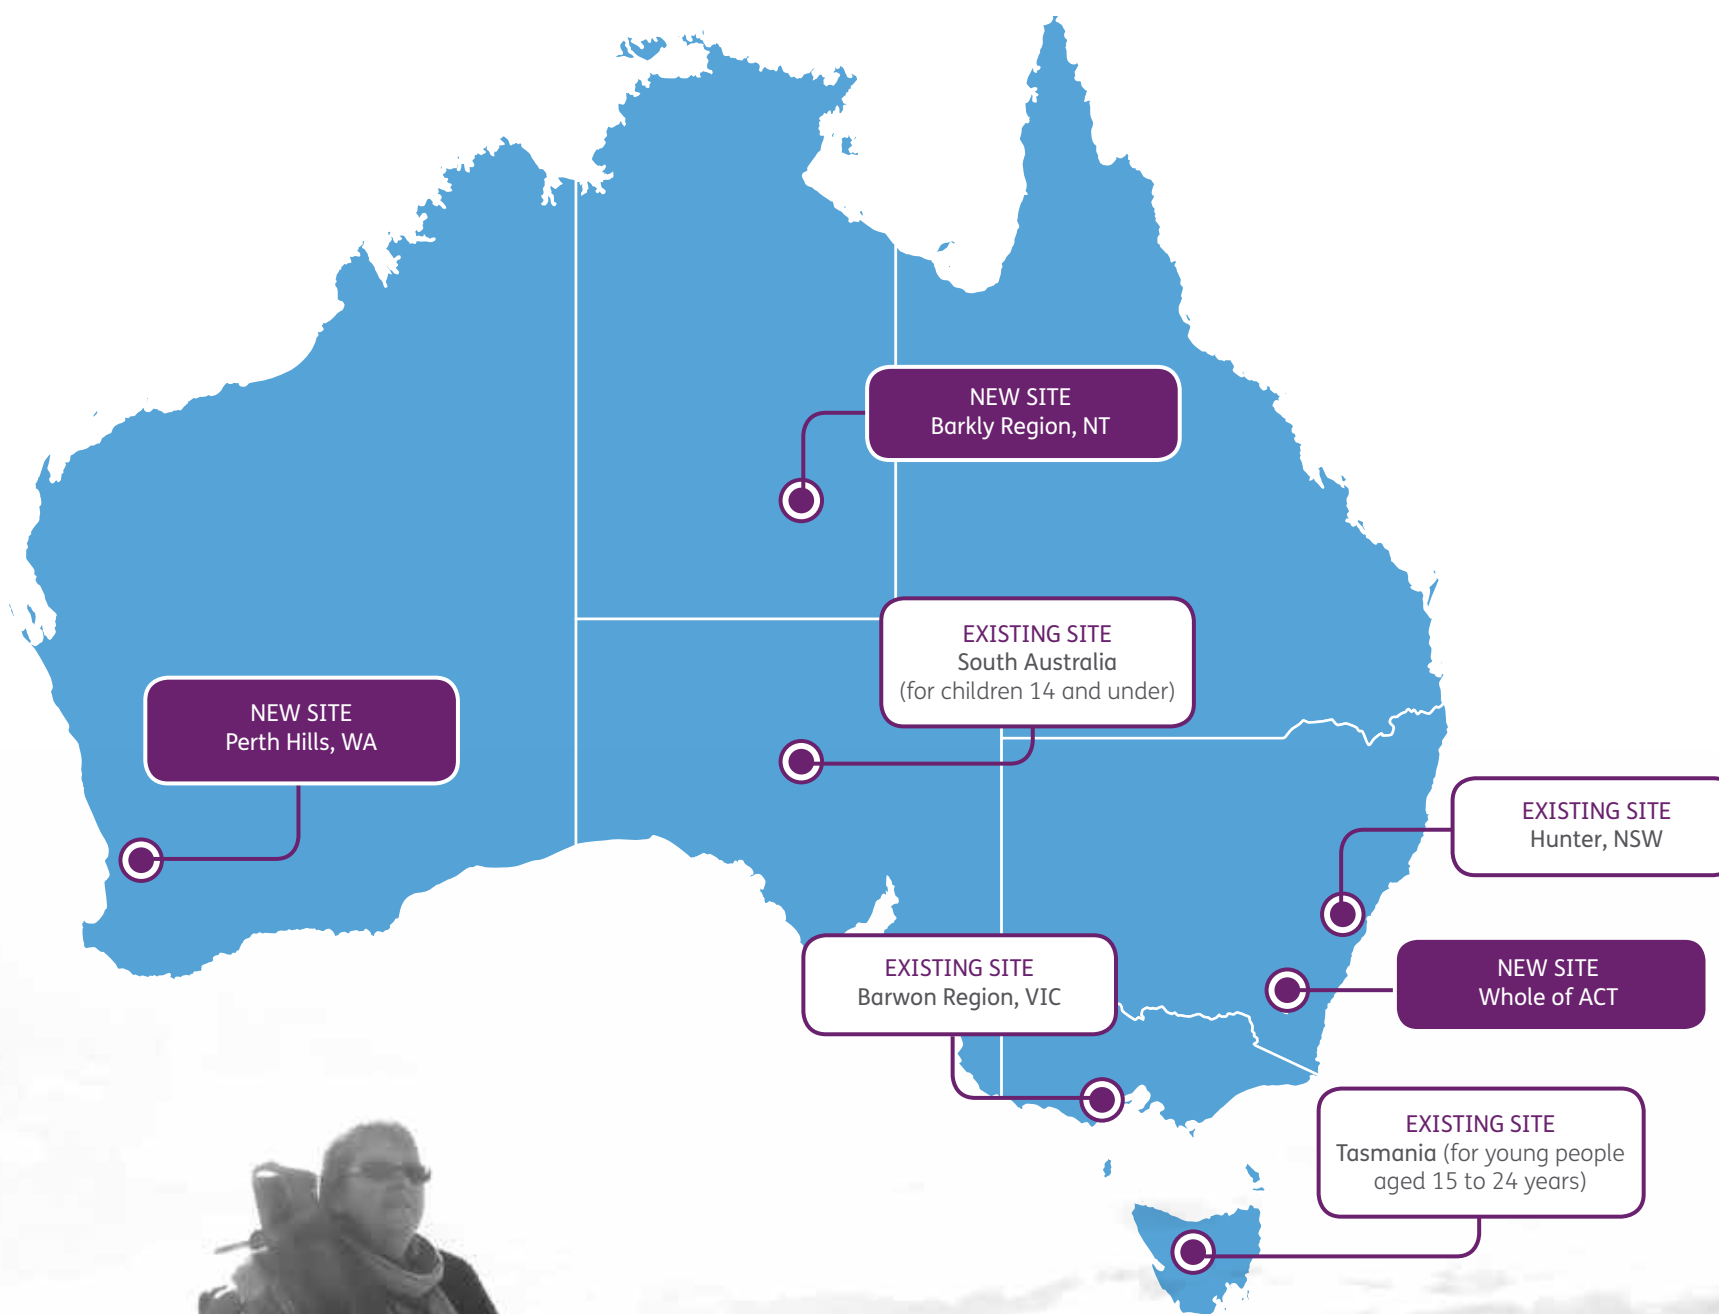 NEW SITE
Barkly Region, NT
EXISTING SITE
South Australia
(for children 14 and under)
NEW SITE
Perth Hills, WA
EXISTING SITE
Hunter, NSW
EXISTING SITE
Barwon Region, VIC
NEW SITE
Whole of ACT
EXISTING SITE
Tasmania (for young people
aged 15 to 24 years)